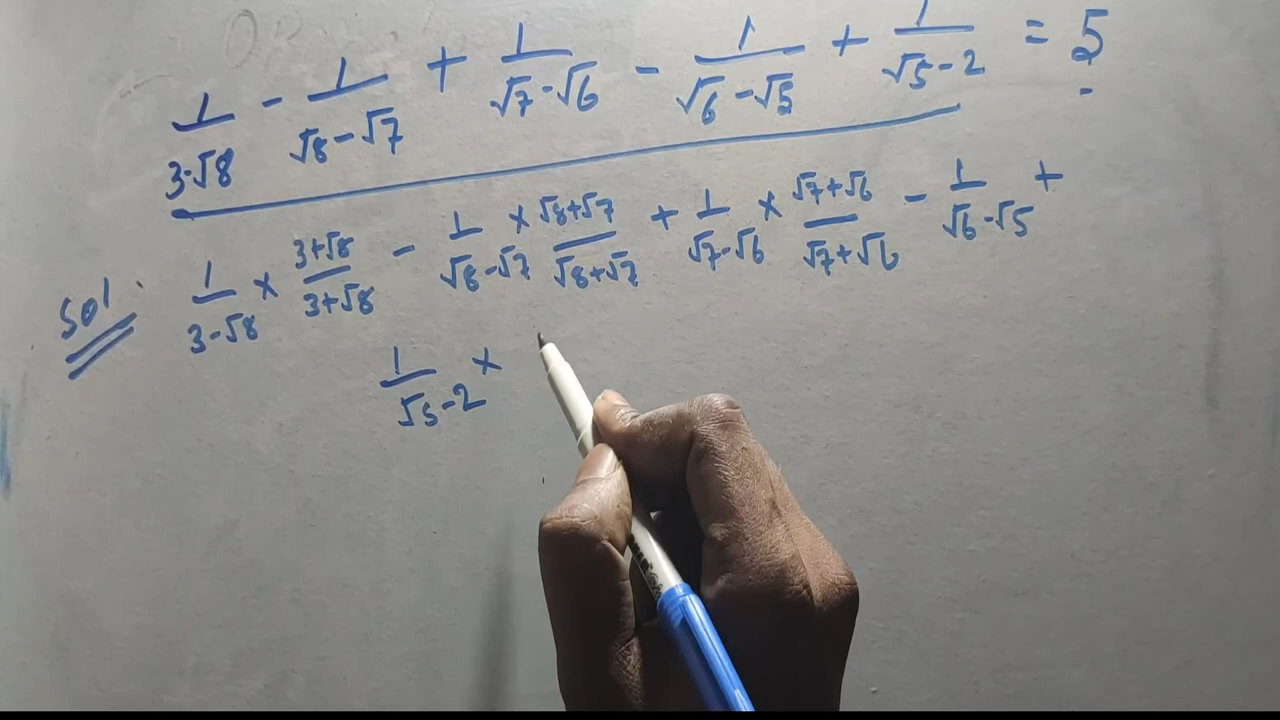 1/(3-√8) - 1/(√8-√7) + 1/(√7-√6) - 1/(√6-√5) + 1/(√5-2) = 5
Sol: 1/(3-√8) × (3+√8)/(3+√8) - 1/(√8-√7) × (√8+√7)/(√8+√7) + 1/(√7-√6) × (√7+√6)/(√7+√6) - 1/(√6-√5) +
1/(√5-2) ×